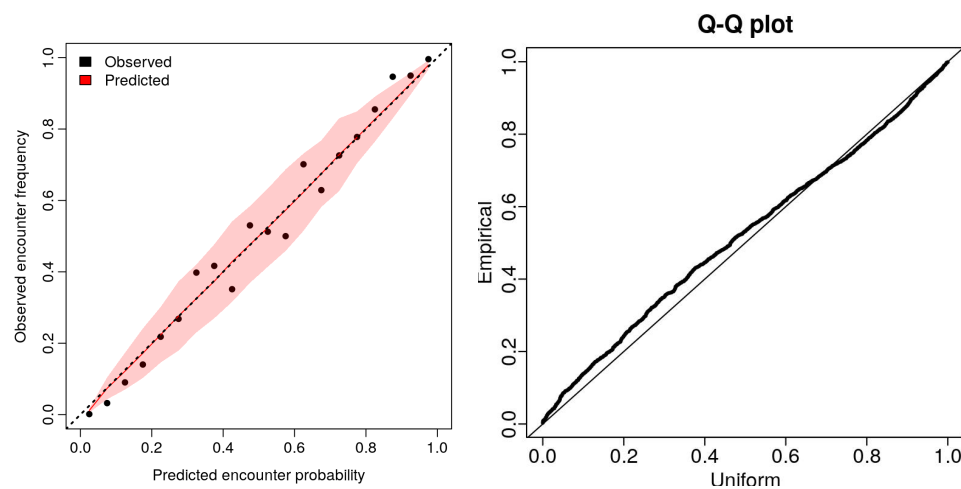 Observed
Predicted
Observed encounter frequency
1.0
0.8
0.6
0.4
0.2
0.0
0.0 0.2 0.4 0.6 0.8 1.0
Predicted encounter probability
Q-Q plot
Empirical
1.0
0.8
0.6
0.4
0.2
0.0
0.0 0.2 0.4 0.6 0.8 1.0
Uniform